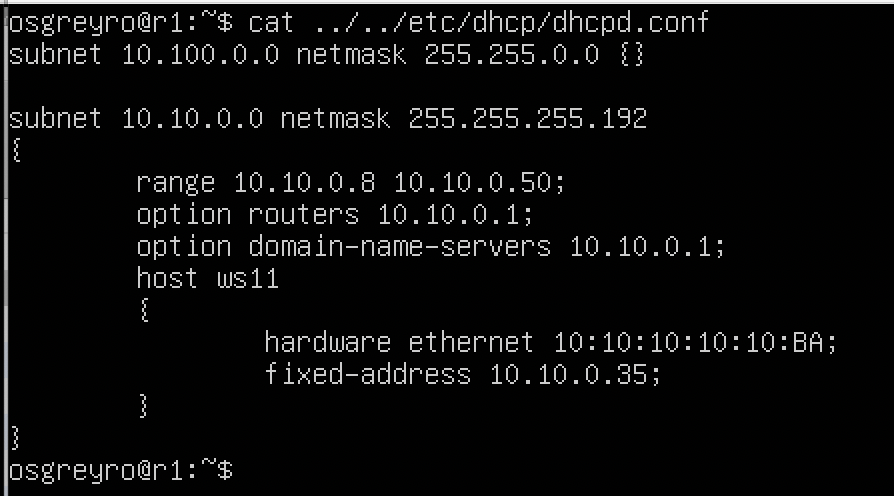 osgreyro@r1:~$ cat ../../etc/dhcp/dhcpd.conf
subnet 10.100.0.0 netmask 255.255.0.0 {}
subnet 10.10.0.0 netmask 255.255.255.192
{
range 10.10.0.8 10.10.0.50;
option routers 10.10.0.1;
option domain-name-servers 10.10.0.1;
host ws11
{
hardware ethernet 10:10:10:10:10:BA;
fixed-address 10.10.0.35;
}
}
osgreyro@r1:~$